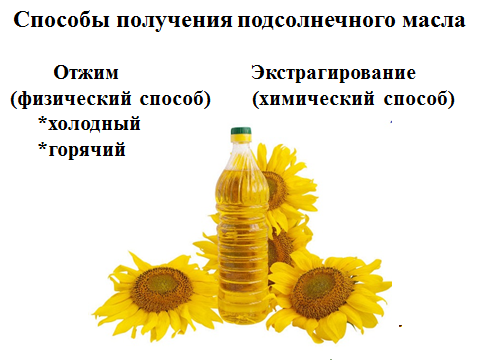 Способы получения подсолнечного масла
Отжим
(физический способ)
*холодный
*горячий
Экстрагирование
(химический способ)